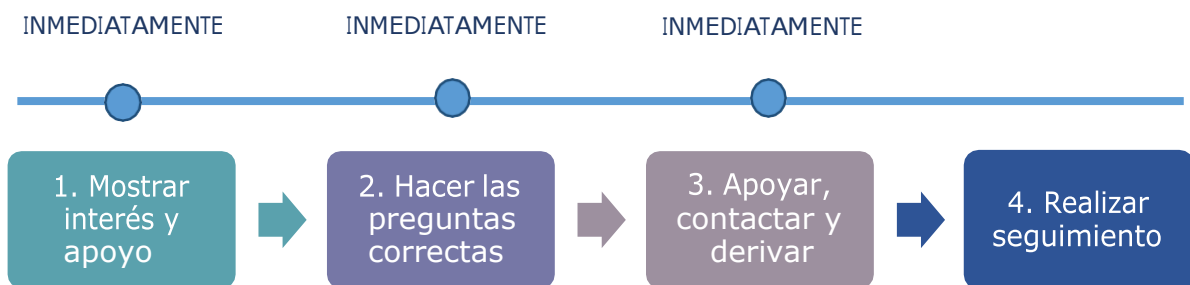 INMEDIATAMENTE
INMEDIATAMENTE
INMEDIATAMENTE
1. Mostrar
interés y
apoyo
2. Hacer las
preguntas
correctas
3. Apoyar,
contactar y
derivar
4. Realizar
seguimiento